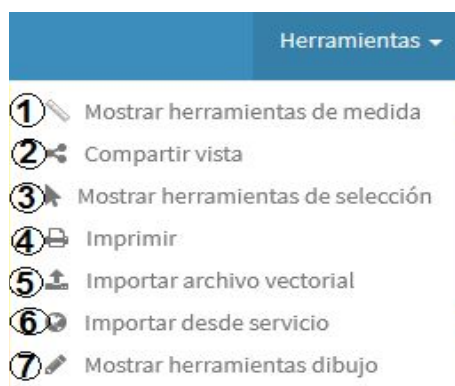 Herramientas
1 Mostrar herramientas de medida
2 Compartir vista
3 Mostrar herramientas de selección
4 Imprimir
5 Importar archivo vectorial
6 Importar desde servicio
7 Mostrar herramientas dibujo